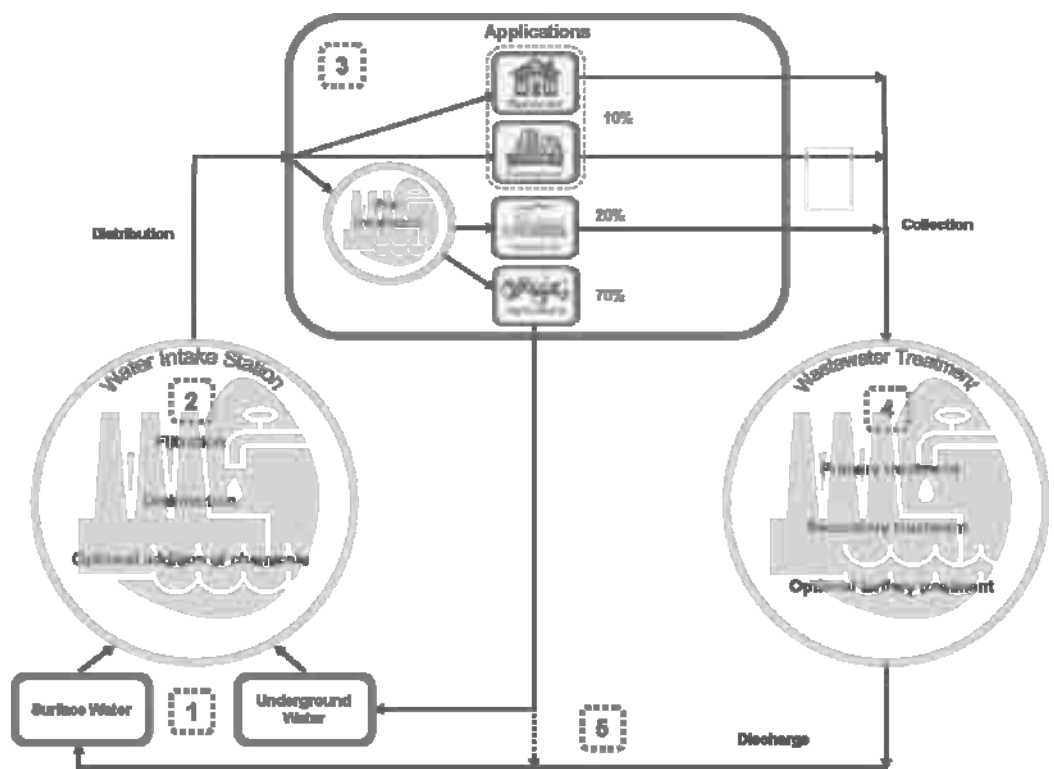 Applications
3
10%
20%
70%
Distribution
Collection
Water Intake Station
2
Filtration
Disinfection
Optional addition of chemicals
Wastewater Treatment
4
Primary treatment
Secondary treatment
Optional tertiary treatment
Surface Water
1
Underground
Water
5
Discharge